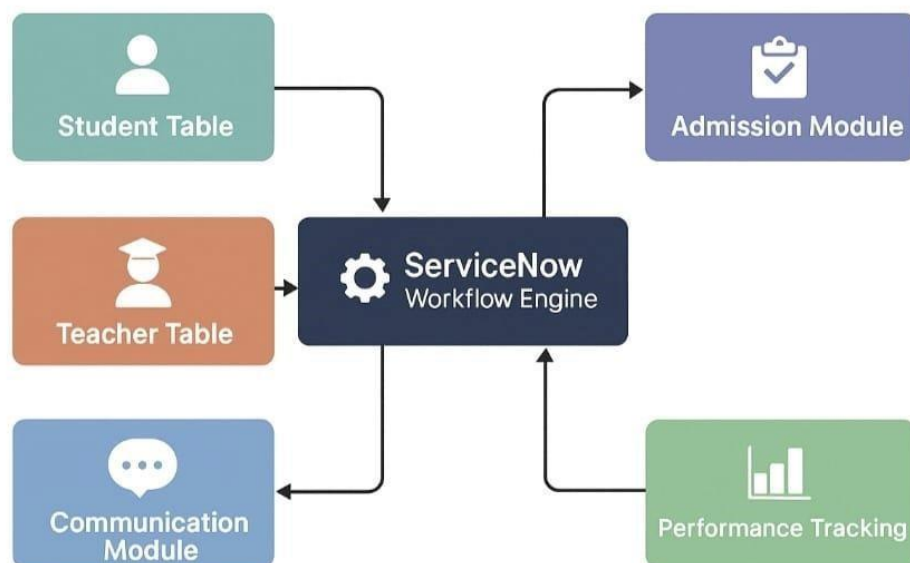 Student Table
Admission Module
ServiceNow
Workflow Engine
Teacher Table
Communication
Module
Performance Tracking